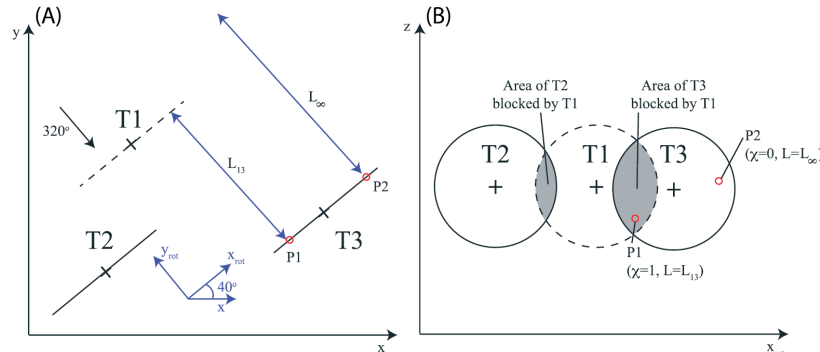 (A)
y
320°
T1
L∞
L13
P2
P1
T3
T2
yrot
xrot
40°
x
x
(B)
z
Area of T2
blocked by T1
Area of T3
blocked by T1
P2
(χ=0, L=L∞)
T2
T1
T3
P1
(χ=1, L=L13)
x